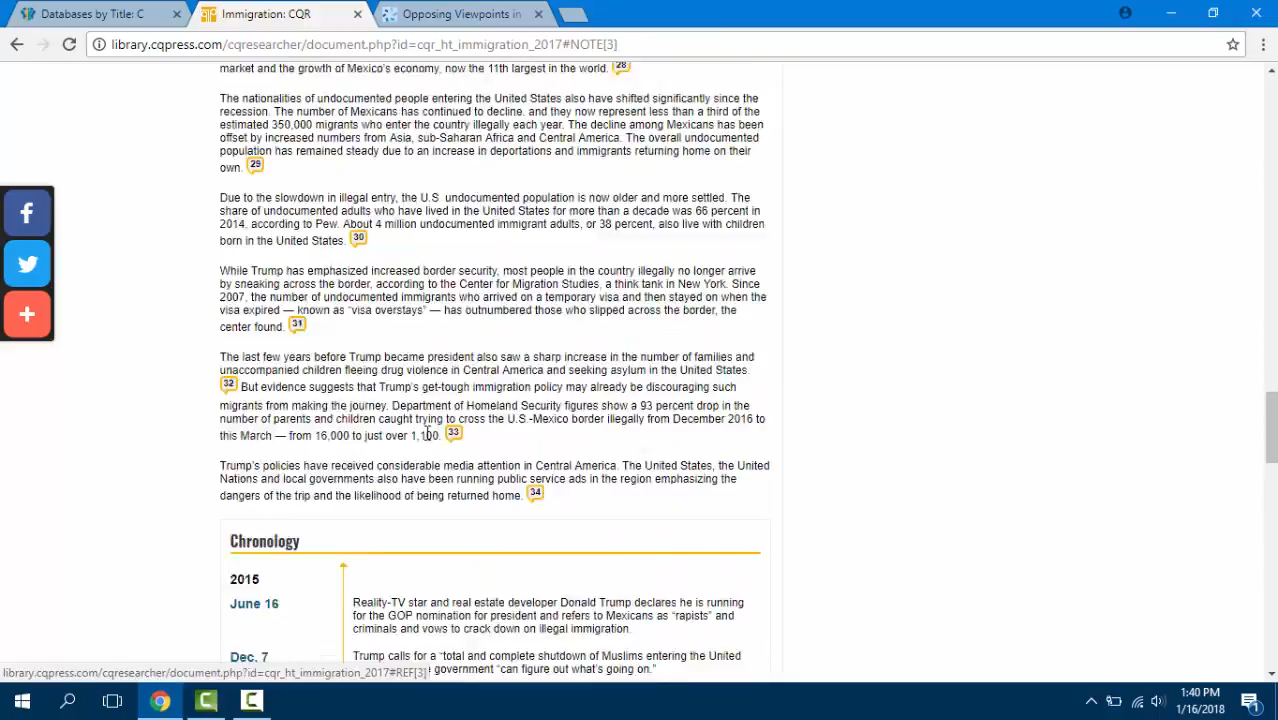 Databases by Title: C
Immigration: CQR
Opposing Viewpoints in
library.cqpress.com/cqresearcher/document.php?id=cqr_ht_immigration_2017#NOTE[3]
market and the growth of Mexico's economy, now the 11th largest in the world. 28
The nationalities of undocumented people entering the United States also have shifted significantly since the
recession. The number of Mexicans has continued to decline, and they now represent less than a third of the
estimated 350,000 migrants who enter the country illegally each year. The decline among Mexicans has been
offset by increased numbers from Asia, sub-Saharan Africa and Central America. The overall undocumented
population has remained steady due to an increase in deportations and immigrants returning home on their
own. 29
Due to the slowdown in illegal entry, the U.S. undocumented population is now older and more settled. The
share of undocumented adults who have lived in the United States for more than a decade was 66 percent in
2014, according to Pew. About 4 million undocumented immigrant adults, or 38 percent, also live with children
born in the United States. 30
While Trump has emphasized increased border security, most people in the country illegally no longer arrive
by sneaking across the border, according to the Center for Migration Studies, a think tank in New York. Since
2007, the number of undocumented immigrants who arrived on a temporary visa and then stayed on when the
visa expired — known as "visa overstays" — has outnumbered those who slipped across the border, the
center found. 31
The last few years before Trump became president also saw a sharp increase in the number of families and
unaccompanied children fleeing drug violence in Central America and seeking asylum in the United States.
32 But evidence suggests that Trump's get-tough immigration policy may already be discouraging such
migrants from making the journey. Department of Homeland Security figures show a 93 percent drop in the
number of parents and children caught trying to cross the U.S.-Mexico border illegally from December 2016 to
this March — from 16,000 to just over 1,100. 33
Trump's policies have received considerable media attention in Central America. The United States, the United
Nations and local governments also have been running public service ads in the region emphasizing the
dangers of the trip and the likelihood of being returned home. 34
Chronology
2015
June 16
Reality-TV star and real estate developer Donald Trump declares he is running
for the GOP nomination for president and refers to Mexicans as "rapists" and
criminals and vows to crack down on illegal immigration.
Dec. 7
Trump calls for a "total and complete shutdown of Muslims entering the United
e government "can figure out what's going on."
library.cqpress.com/cqresearcher/document.php?id=cqr_ht_immigration_2017#REF[3]
1:40 PM
1/16/2018
1